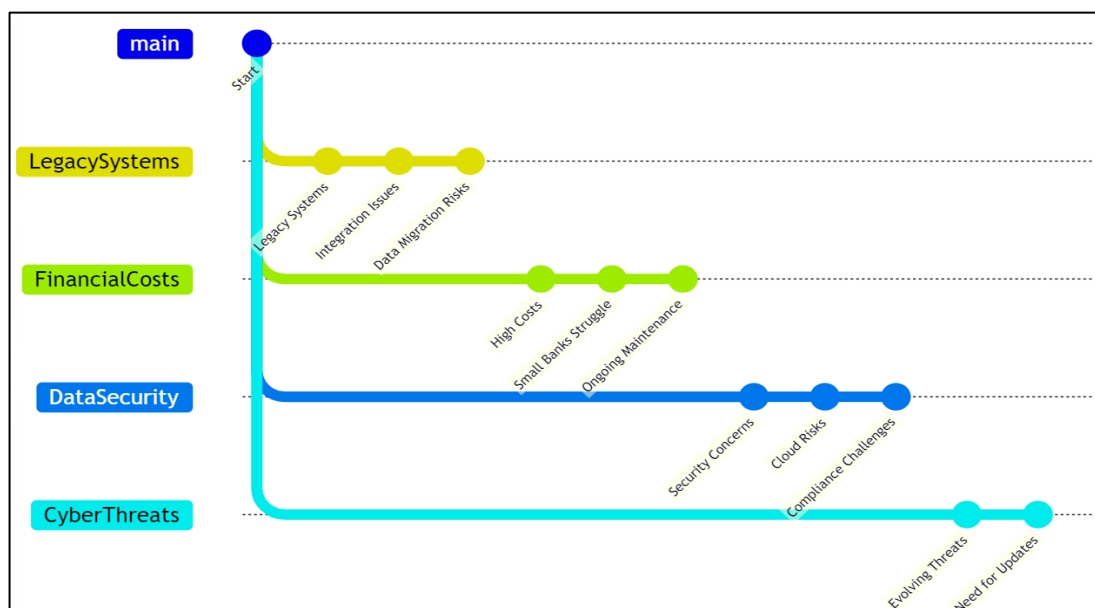 main
Start
LegacySystems
Legacy Systems
Integration Issues
Data Migration Risks
FinancialCosts
High Costs
Small Banks Struggle
Ongoing Maintenance
DataSecurity
Security Concerns
Cloud Risks
Compliance Challenges
CyberThreats
Evolving Threats
Need for Updates